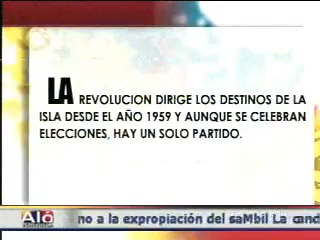 LA REVOLUCION DIRIGE LOS DESTINOS DE LA
ISLA DESDE EL AÑO 1959 Y AUNQUE SE CELEBRAN
ELECCIONES, HAY UN SOLO PARTIDO.
Aló no a la expropiación del saMbil La canc